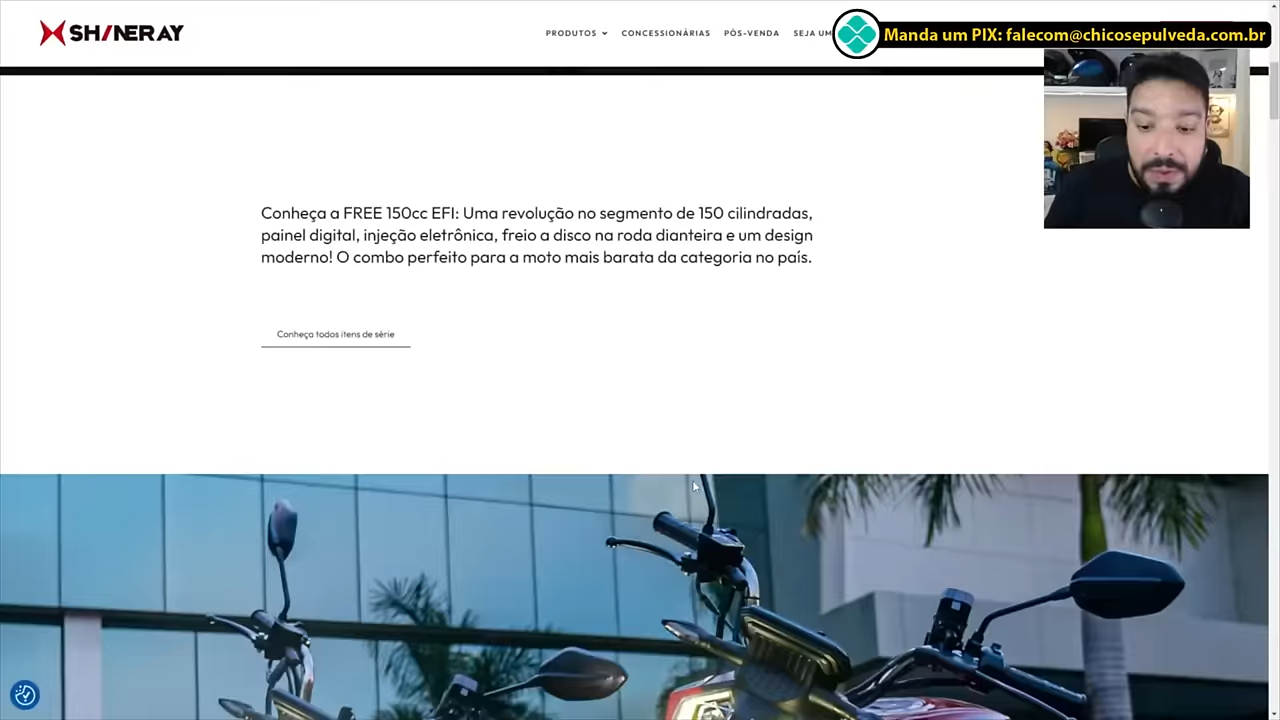 SHINERAY
PRODUTOS CONCESSIONÁRIAS PÓS-VENDA SEJA UM
Manda um PIX: falecom@chicosepulveda.com.br
Conheça a FREE 150cc EFI: Uma revolução no segmento de 150 cilindradas,
painel digital, injeção eletrônica, freio a disco na roda dianteira e um design
moderno! O combo perfeito para a moto mais barata da categoria no país.
Conheça todos itens de série